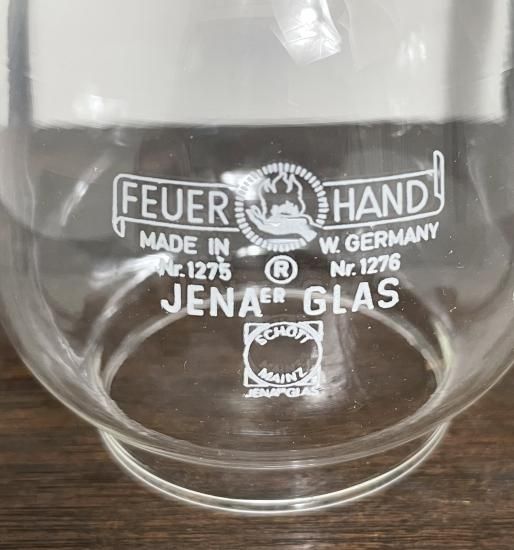 FEUER HAND
MADE IN W. GERMANY
Nr. 1275 ® Nr. 1276
JENAER GLAS
SCHOTT
MAINZ
JENAER GLAS